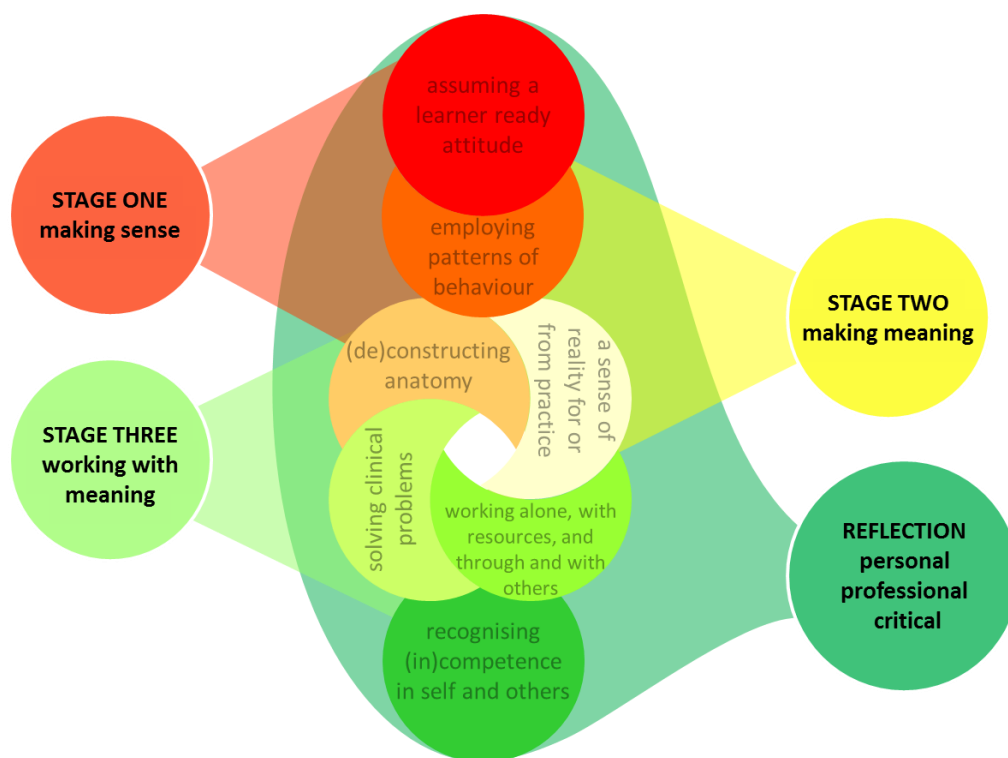 assuming a
learner ready
attitude
STAGE ONE
making sense
employing
patterns of
behaviour
STAGE TWO
making meaning
(de)constructing
anatomy
a sense of
reality for or
from practice
STAGE THREE
working with
meaning
solving clinical
problems
working alone, with
resources, and
through and with
others
REFLECTION
personal
professional
critical
recognising
(in)competence
in self and others